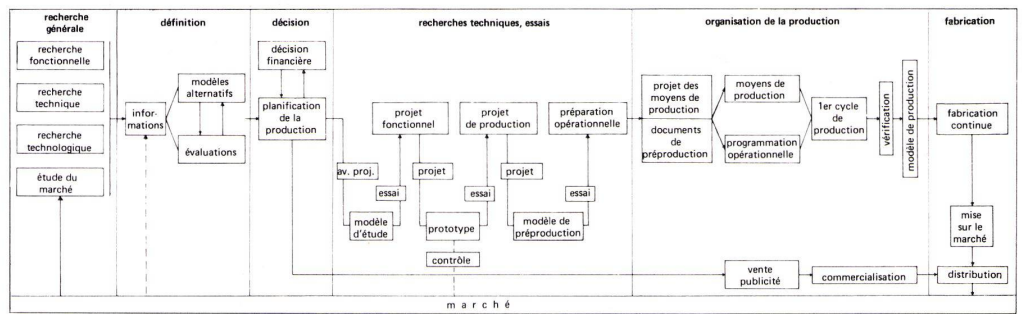 recherche
générale
recherche
fonctionnelle
recherche
technique
recherche
technologique
étude du
marché
définition
infor-
mations
modèles
alternatifs
évaluations
décision
décision
financière
planification
de la
production
recherches techniques, essais
av. proj.
modèle
d'étude
essai
projet
fonctionnel
projet
prototype
contrôle
essai
projet
de production
projet
modèle de
préproduction
essai
préparation
opérationnelle
organisation de la production
projet des
moyens de
production
documents
de
préproduction
moyens de
production
programmation
opérationnelle
1er cycle
de
production
vérification
modèle de production
vente
publicité
commercialisation
fabrication
fabrication
continue
mise
sur le
marché
distribution
marché